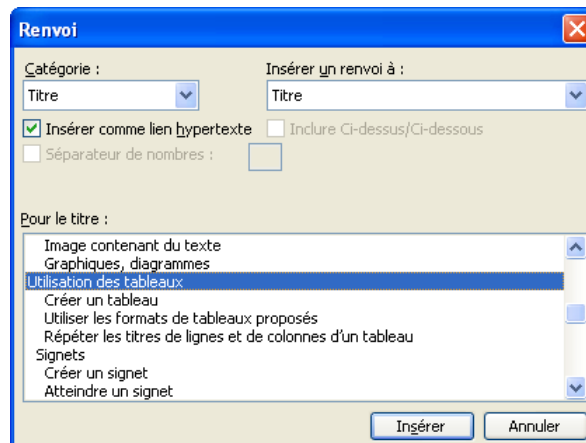 Renvoi
Catégorie : Insérer un renvoi à :
Titre Titre
Insérer comme lien hypertexte Inclure Ci-dessus/Ci-dessous
Séparateur de nombres :
Pour le titre :
Image contenant du texte
Graphiques, diagrammes
Utilisation des tableaux
Créer un tableau
Utiliser les formats de tableaux proposés
Répéter les titres de lignes et de colonnes d'un tableau
Signets
Créer un signet
Atteindre un signet
Insérer Annuler